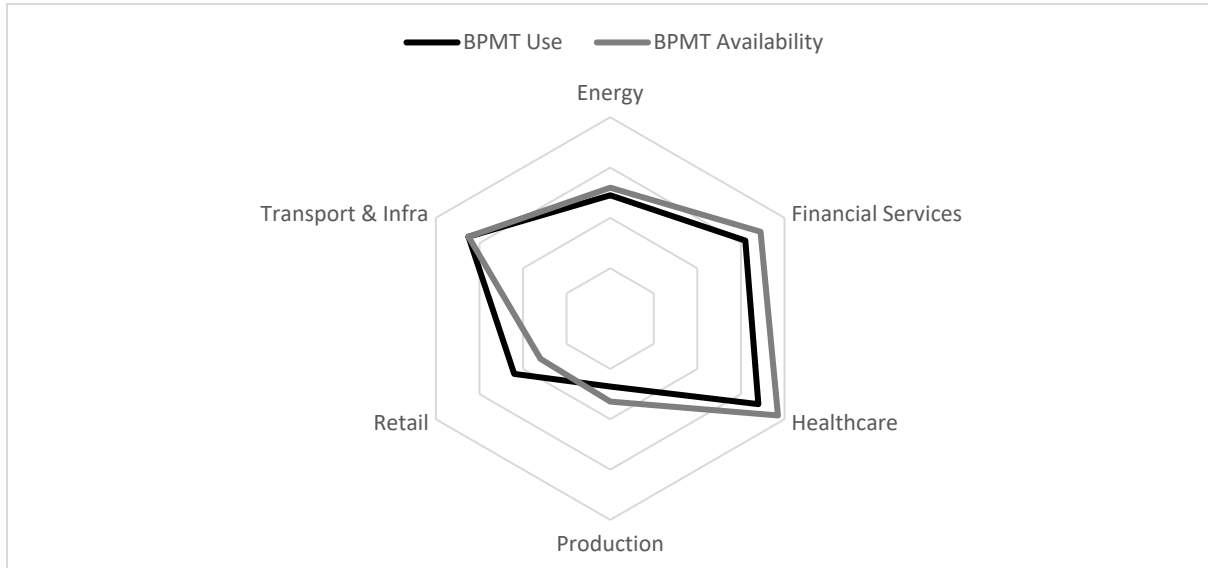 BPMT Use BPMT Availability
Energy
Transport & Infra
Financial Services
Retail
Healthcare
Production